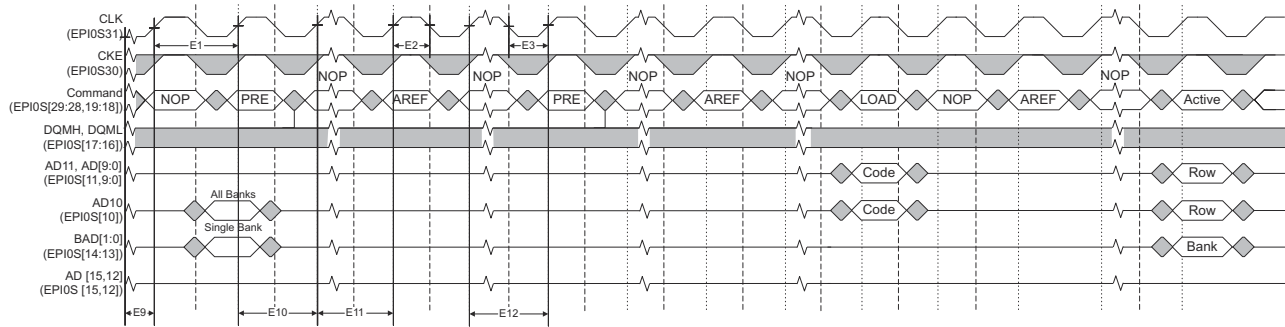 CLK
(EPI0S31)
E1
E2
E3
CKE
(EPI0S30)
NOP
NOP
NOP
NOP
NOP
Command
(EPI0S[29:28,19:18])
NOP
PRE
AREF
PRE
AREF
LOAD
NOP
AREF
Active
DQMH, DQML
(EPI0S[17:16])
AD11, AD[9:0]
(EPI0S[11,9:0]
Code
Row
AD10
(EPI0S[10])
All Banks
Code
Row
BAD[1:0]
(EPI0S[14:13])
Single Bank
Bank
AD [15,12]
(EPI0S [15,12])
E9
E10
E11
E12